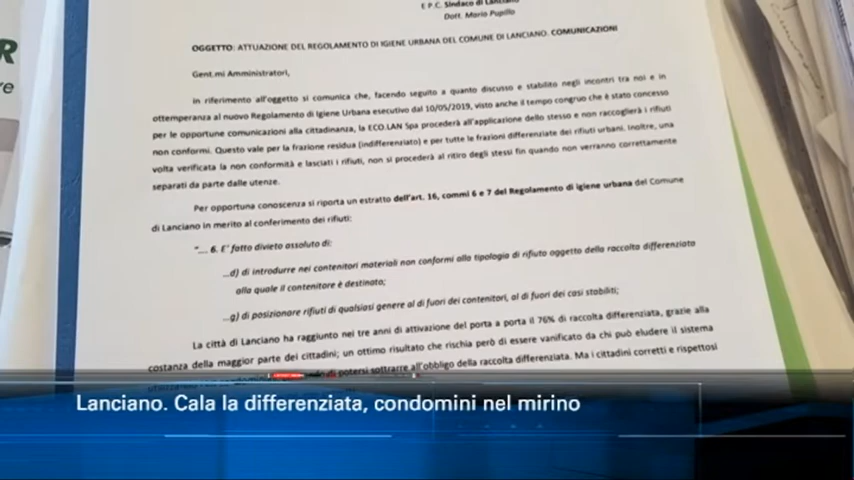 E P.C. Sindaco di Lanciano
Dott. Mario Pupillo
R
re
OGGETTO: ATTUAZIONE DEL REGOLAMENTO DI IGIENE URBANA DEL COMUNE DI LANCIANO. COMUNICAZIONI
Gent.mi Amministratori,
in riferimento all'oggetto si comunica che, facendo seguito a quanto discusso e stabilito negli incontri tra noi e in
ottemperanza al nuovo Regolamento di Igiene Urbana esecutivo dal 10/05/2019, visto anche il tempo congruo che è stato concesso
per le opportune comunicazioni alla cittadinanza, la ECO.LAN Spa procederà all'applicazione dello stesso e non raccoglierà i rifiuti
non conformi. Questo vale per la frazione residua (indifferenziato) e per tutte le frazioni differenziate dei rifiuti urbani. Inoltre, una
volta verificata la non conformità e lasciati i rifiuti, non si procederà al ritiro degli stessi fin quando non verranno correttamente
separati da parte dalle utenze.
Per opportuna conoscenza si riporta un estratto dell'art. 16, commi 6 e 7 del Regolamento di igiene urbana del Comune
di Lanciano in merito al conferimento dei rifiuti:
".... 6. E' fatto divieto assoluto di:
...d) di introdurre nei contenitori materiali non conformi alla tipologia di rifiuto oggetto della raccolta differenziata
alla quale il contenitore è destinato;
...g) di posizionare rifiuti di qualsiasi genere al di fuori dei contenitori, al di fuori dei casi stabiliti;
La città di Lanciano ha raggiunto nei tre anni di attivazione del porta a porta il 76% di raccolta differenziata, grazie alla
costanza della maggior parte dei cittadini; un ottimo risultato che rischia però di essere vanificato da chi può eludere il sistema
di potersi sottrarre all'obbligo della raccolta differenziata. Ma i cittadini corretti e rispettosi
Lanciano. Cala la differenziata, condomini nel mirino